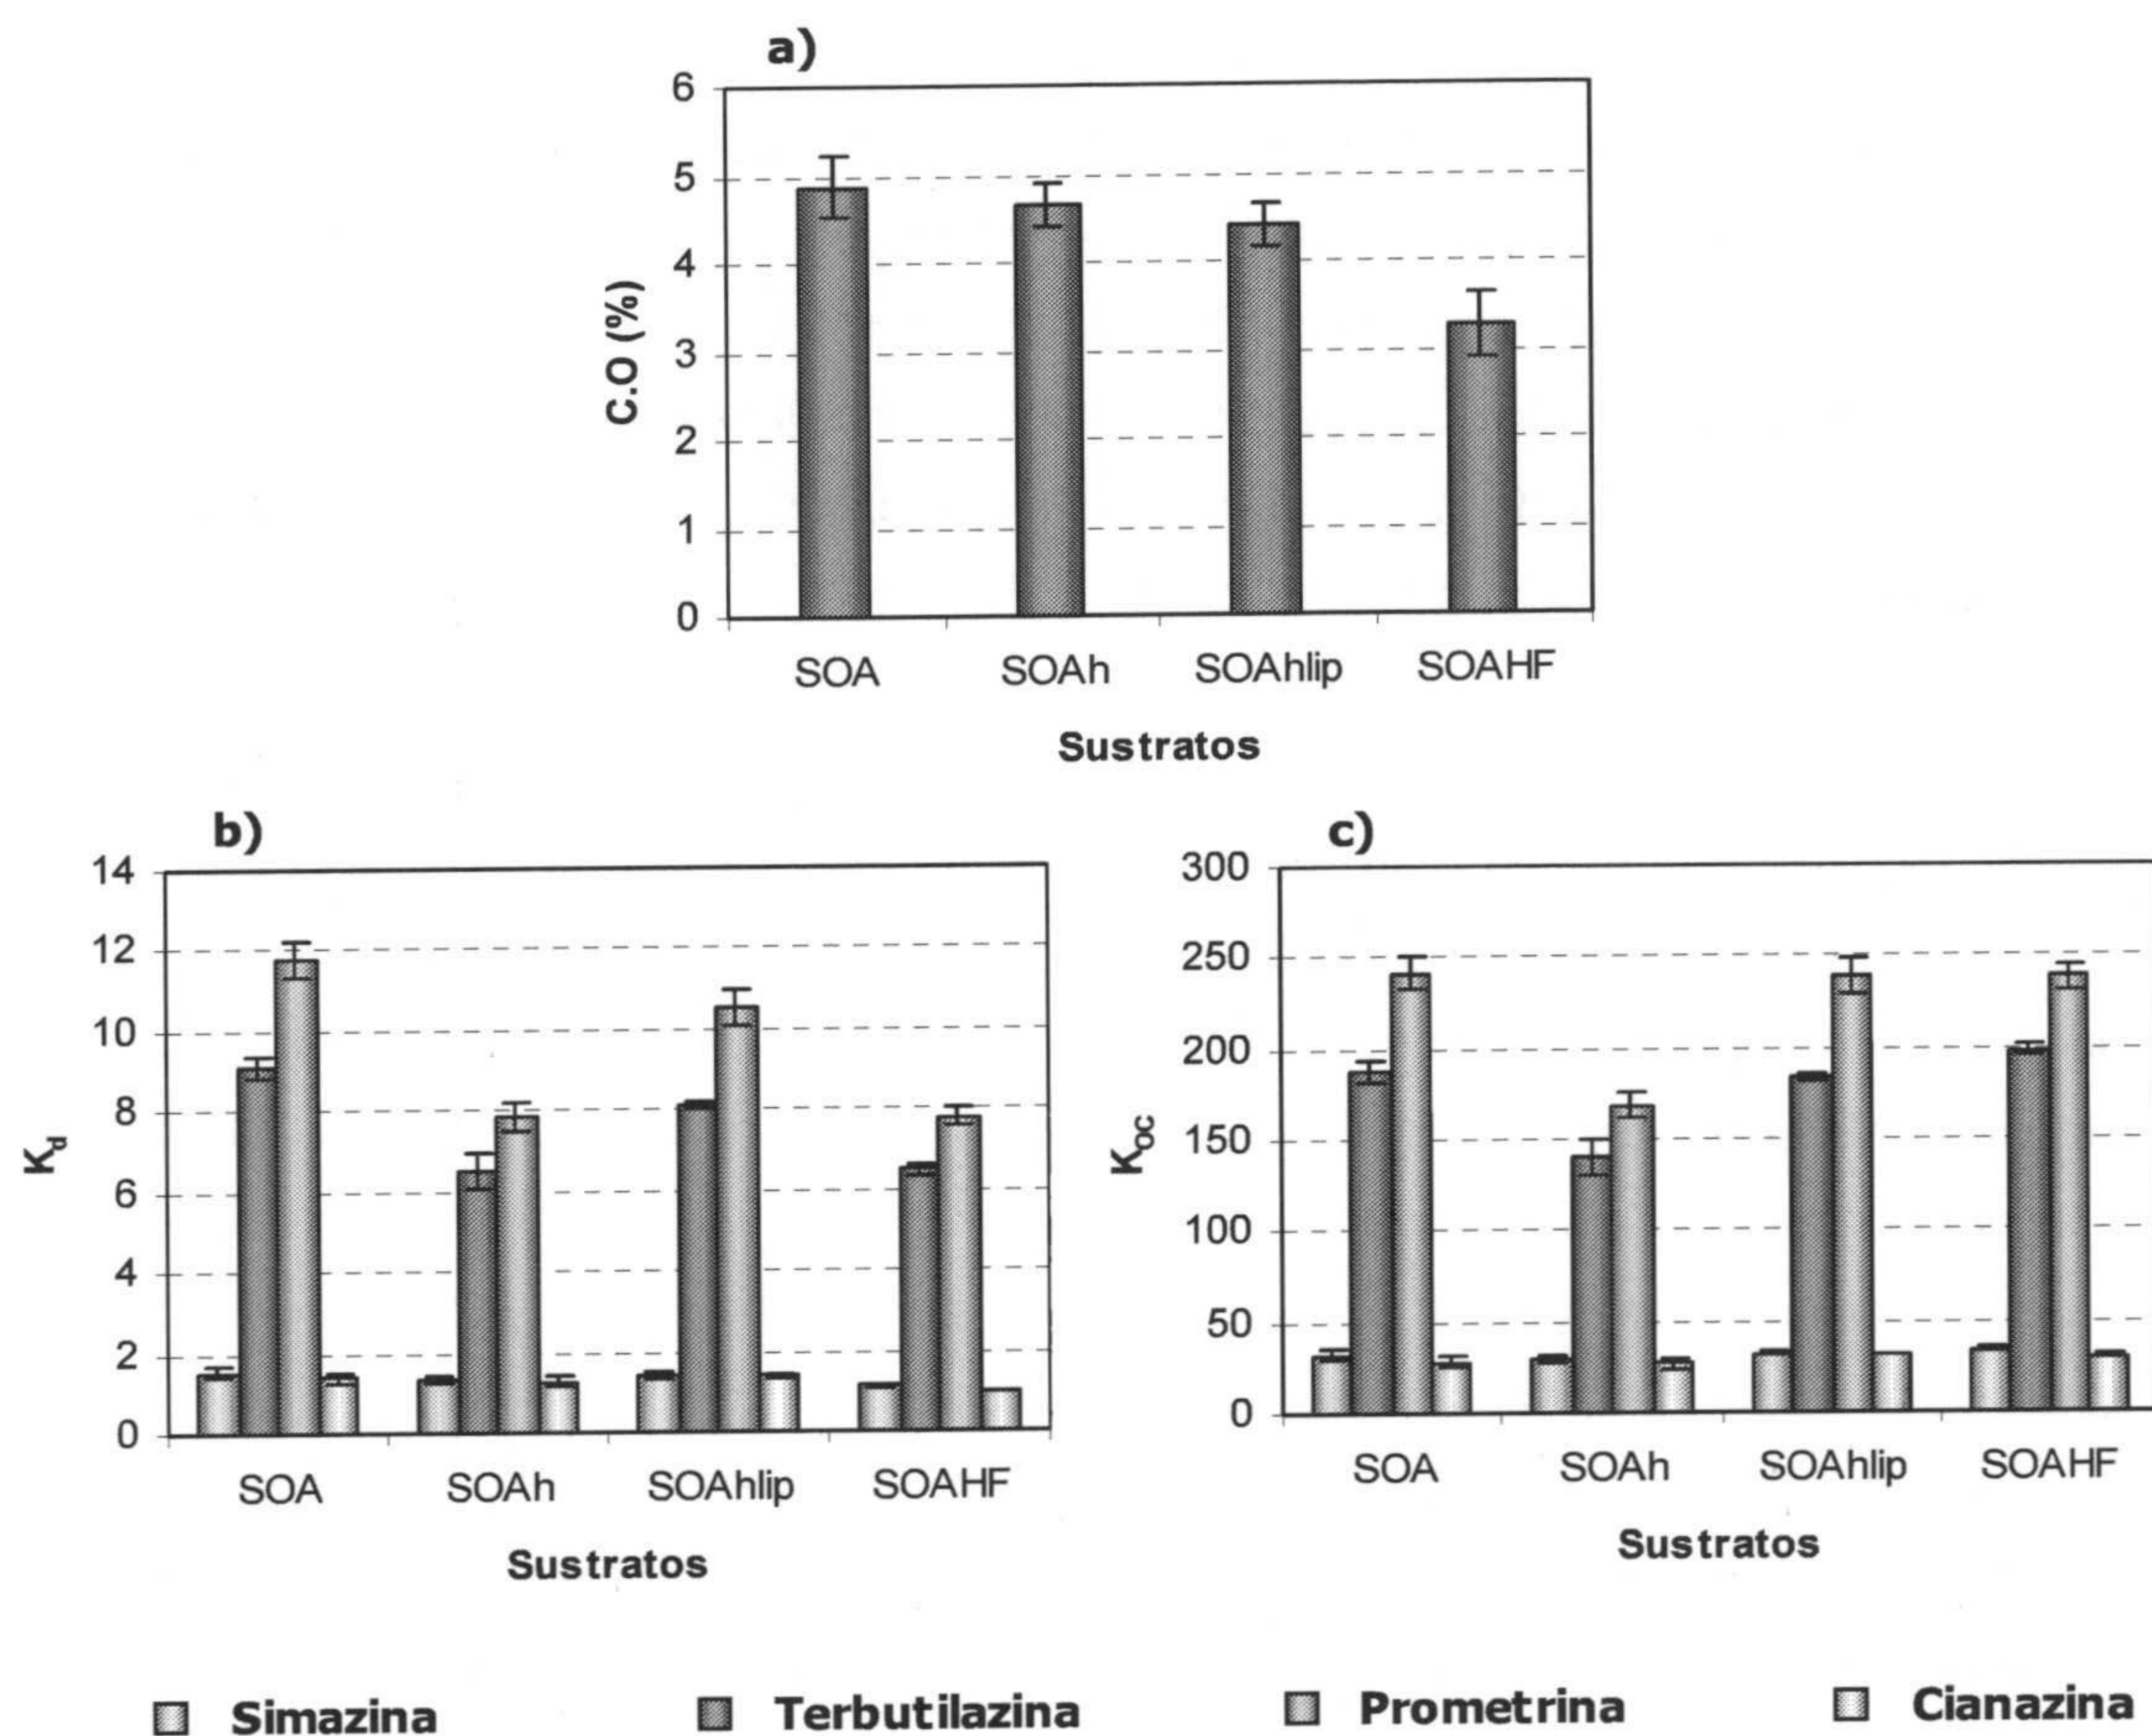 a)
6
5
4
3
2
1
0
C.O (%)
SOA SOAh SOAhlip SOAHF
Sustratos
b)
14
12
10
8
6
4
2
0
Kd
SOA SOAh SOAhlip SOAHF
Sustratos
c)
300
250
200
150
100
50
0
KOC
SOA SOAh SOAhlip SOAHF
Sustratos
Simazina Terbutilazina Prometrina Cianazina